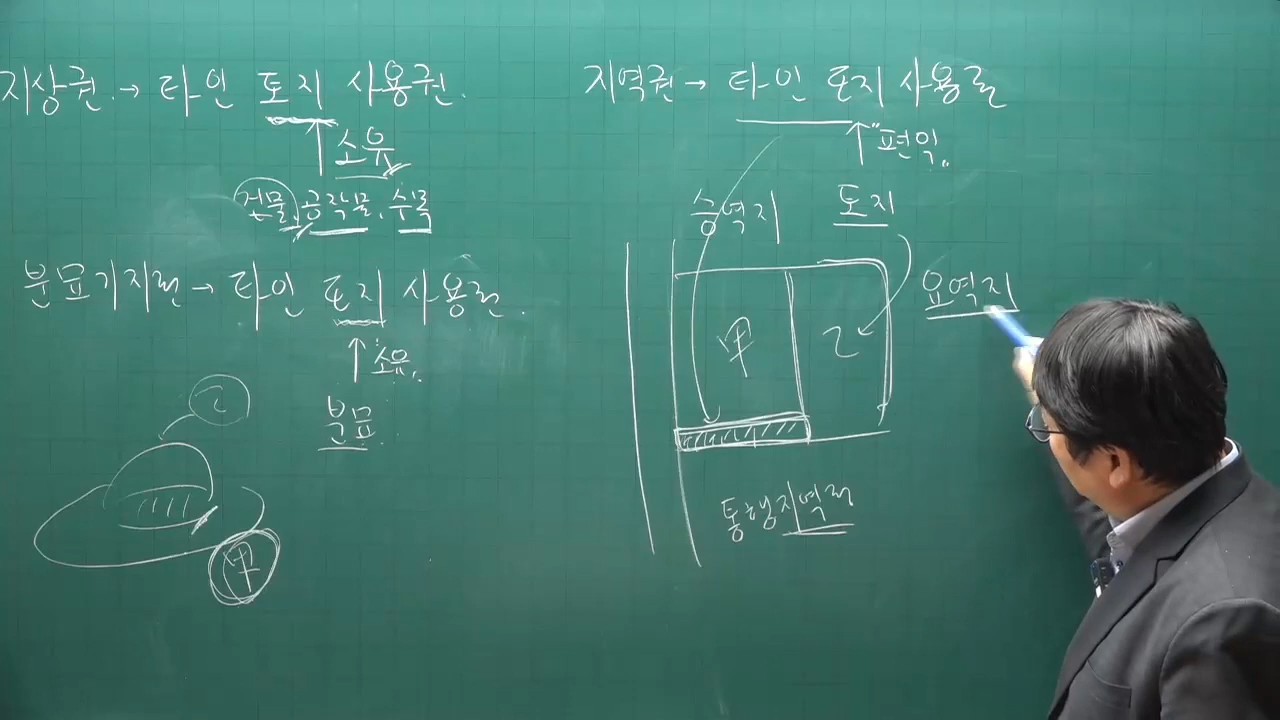 지상권 → 타인 토지 사용권.
↑소유
건물, 공작물, 수목
분묘기지권 → 타인 토지 사용권.
↑소유
분묘
乙
甲
지역권 → 타인 토지 사용권
↑"편익"
승역지 토지
요역지
甲 乙
통행지역권